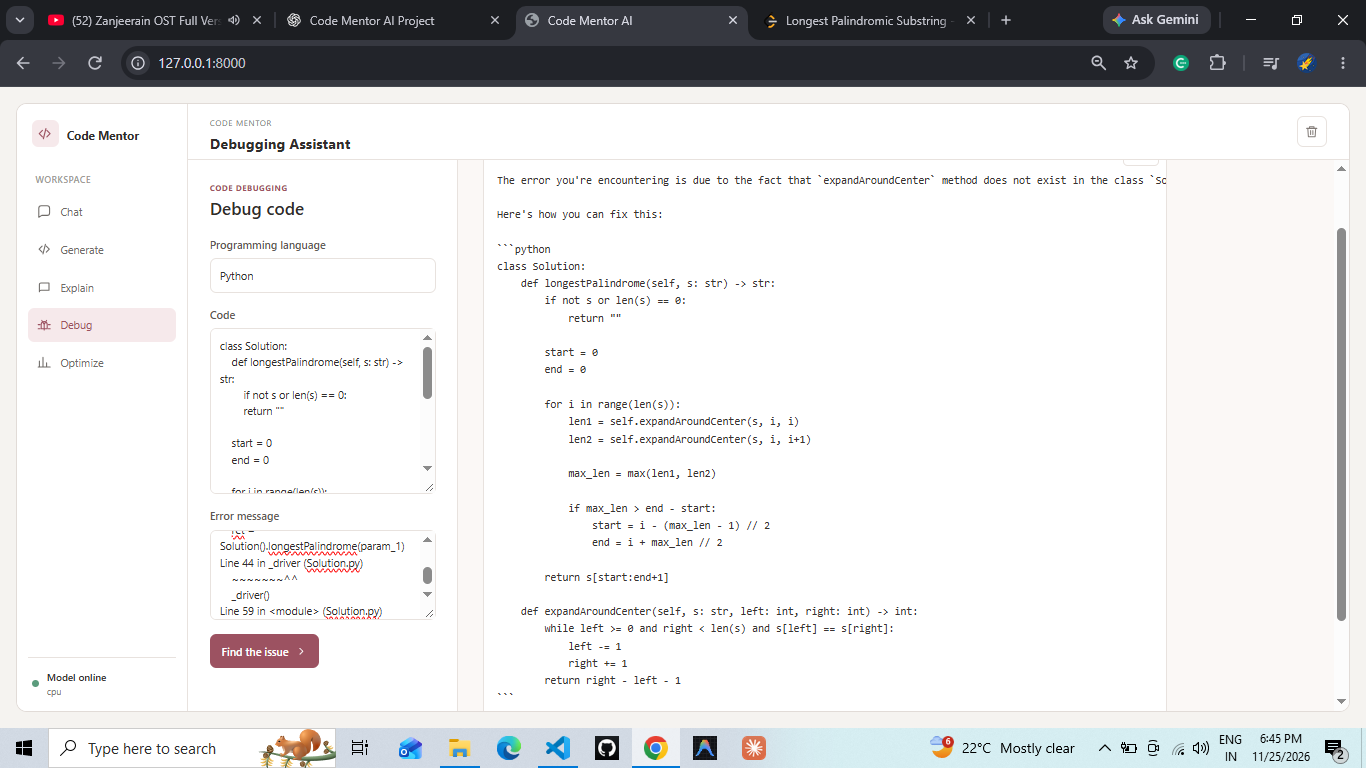 (52) Zanjeerain OST Full Ver
Code Mentor AI Project
Code Mentor AI
Longest Palindromic Substring
Ask Gemini
127.0.0.1:8000
Code Mentor
WORKSPACE
Chat
Generate
Explain
Debug
Optimize
Model online
cpu
CODE MENTOR
Debugging Assistant
CODE DEBUGGING
Debug code
Programming language
Python
Code
class Solution:
    def longestPalindrome(self, s: str) ->
str:
        if not s or len(s) == 0:
        return ""
    start = 0
    end = 0
    for i in range(len(s)):
Error message
ret =
Solution().longestPalindrome(param_1)
Line 44 in _driver (Solution.py)
    ~~~~~~~^^
    _driver()
Line 59 in <module> (Solution.py)
Find the issue
The error you're encountering is due to the fact that `expandAroundCenter` method does not exist in the class `So
Here's how you can fix this:
```python
class Solution:
    def longestPalindrome(self, s: str) -> str:
        if not s or len(s) == 0:
            return ""
        start = 0
        end = 0
        for i in range(len(s)):
            len1 = self.expandAroundCenter(s, i, i)
            len2 = self.expandAroundCenter(s, i, i+1)
            max_len = max(len1, len2)
            if max_len > end - start:
                start = i - (max_len - 1) // 2
                end = i + max_len // 2
        return s[start:end+1]
    def expandAroundCenter(self, s: str, left: int, right: int) -> int:
        while left >= 0 and right < len(s) and s[left] == s[right]:
            left -= 1
            right += 1
        return right - left - 1
```
Type here to search
6
22°C Mostly clear
ENG
IN
6:45 PM
11/25/2026
2